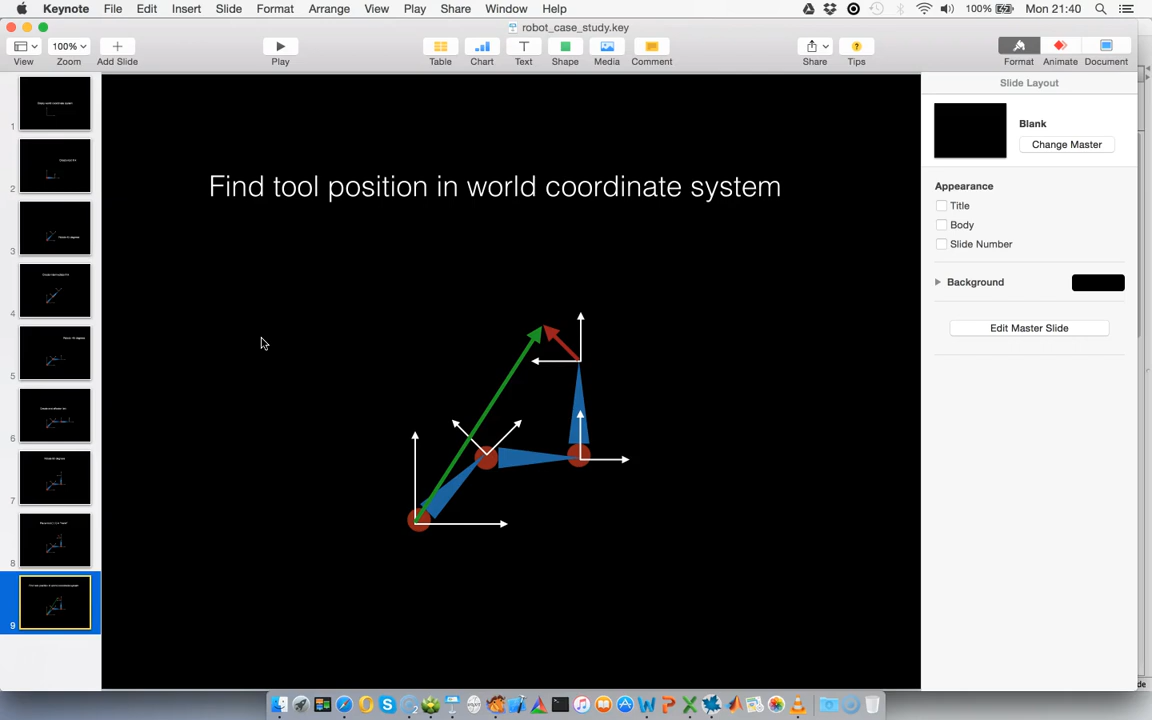 Keynote File Edit Insert Slide Format Arrange View Play Share Window Help 100% Mon 21:40
robot_case_study.key
100%
View Zoom Add Slide Play Table Chart Text Shape Media Comment Share Tips Format Animate Document
Slide Layout
Blank
Change Master
Appearance
Title
Body
Slide Number
Background
Edit Master Slide
Find tool position in world coordinate system
1
2
3
4
5
6
7
8
9